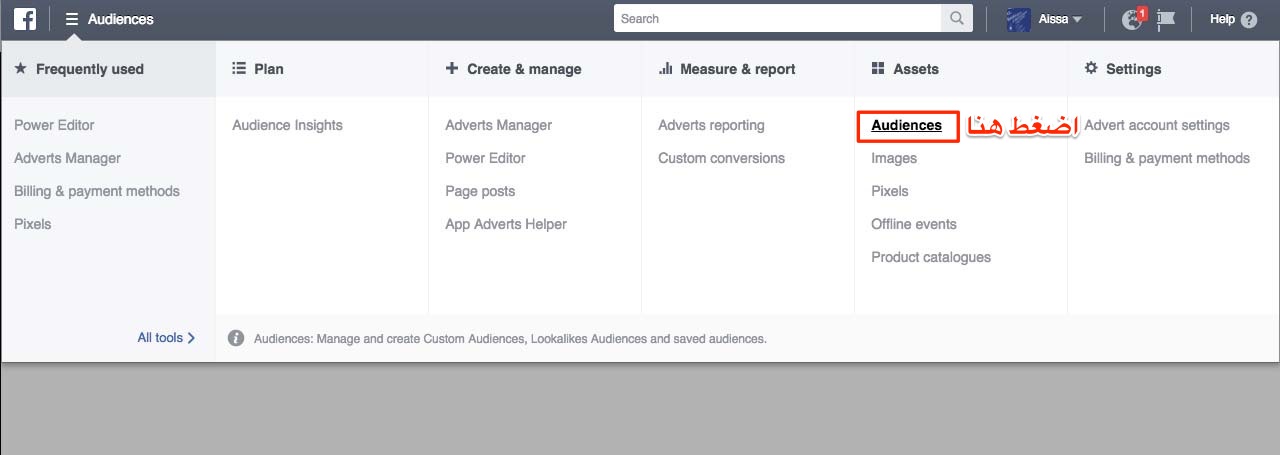 Audiences
Search
Aissa
1
Help
Frequently used
Power Editor
Adverts Manager
Billing & payment methods
Pixels
All tools
Plan
Audience Insights
Create & manage
Adverts Manager
Power Editor
Page posts
App Adverts Helper
Measure & report
Adverts reporting
Custom conversions
Assets
Audiences
اضغط هنا
Images
Pixels
Offline events
Product catalogues
Settings
Advert account settings
Billing & payment methods
Audiences: Manage and create Custom Audiences, Lookalikes Audiences and saved audiences.